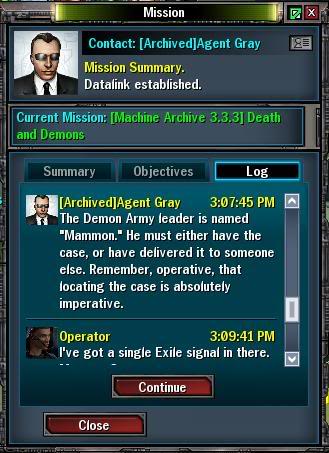 Mission
Contact: [Archived]Agent Gray
Mission Summary.
Datalink established.
Current Mission: [Machine Archive 3.3.3] Death
and Demons
Summary
Objectives
Log
[Archived]Agent Gray 3:07:45 PM
The Demon Army leader is named
"Mammon." He must either have the
case, or have delivered it to someone
else. Remember, operative, that
locating the case is absolutely
imperative.
Operator 3:09:41 PM
I've got a single Exile signal in there.
Continue
Close